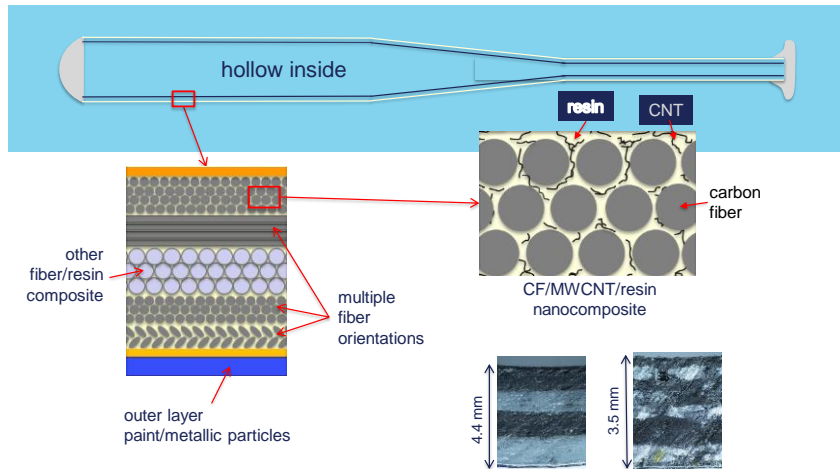 hollow inside
resin
CNT
carbon
fiber
other
fiber/resin
composite
multiple
fiber
orientations
CF/MWCNT/resin
nanocomposite
outer layer
paint/metallic particles
4.4 mm
3.5 mm